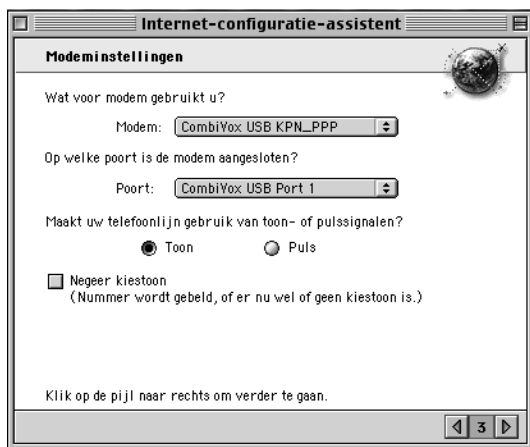 Internet-configuratie-assistent
Modeminstellingen
Wat voor modem gebruikt u?
Modem: CombiVox USB KPN_PPP
Op welke poort is de modem aangesloten?
Poort: CombiVox USB Port 1
Maakt uw telefoonlijn gebruik van toon- of pulssignalen?
Toon Puls
Negeer kiestoon
(Nummer wordt gebeld, of er nu wel of geen kiestoon is.)
Klik op de pijl naar rechts om verder te gaan.
3